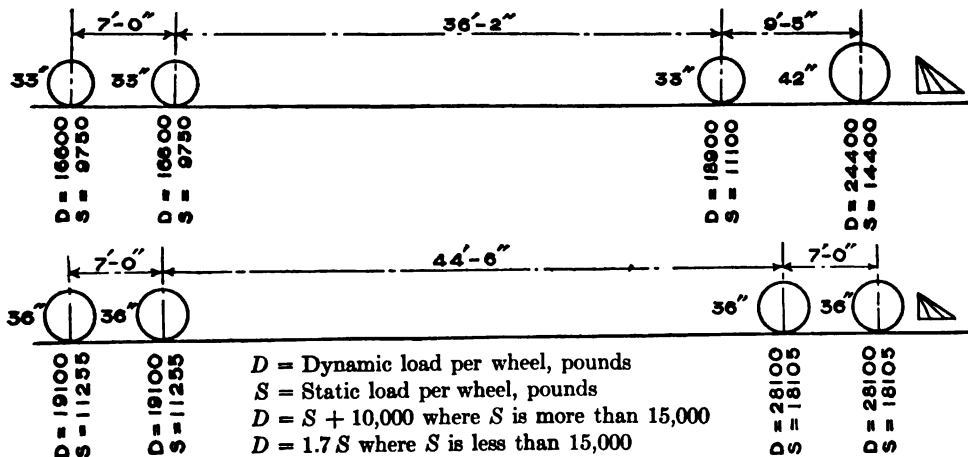 7'-0" 36'-2" 9'-5"
33" 33" 33" 42"
D = 16600
S = 9750
D = 16600
S = 9750
D = 18900
S = 11100
D = 24400
S = 14400
7'-0" 44'-6" 7'-0"
36" 36" 36" 36"
D = 19100
S = 11255
D = 19100
S = 11255
D = 28100
S = 18105
D = 28100
S = 18105
D = Dynamic load per wheel, pounds
S = Static load per wheel, pounds
D = S + 10,000 where S is more than 15,000
D = 1.7 S where S is less than 15,000